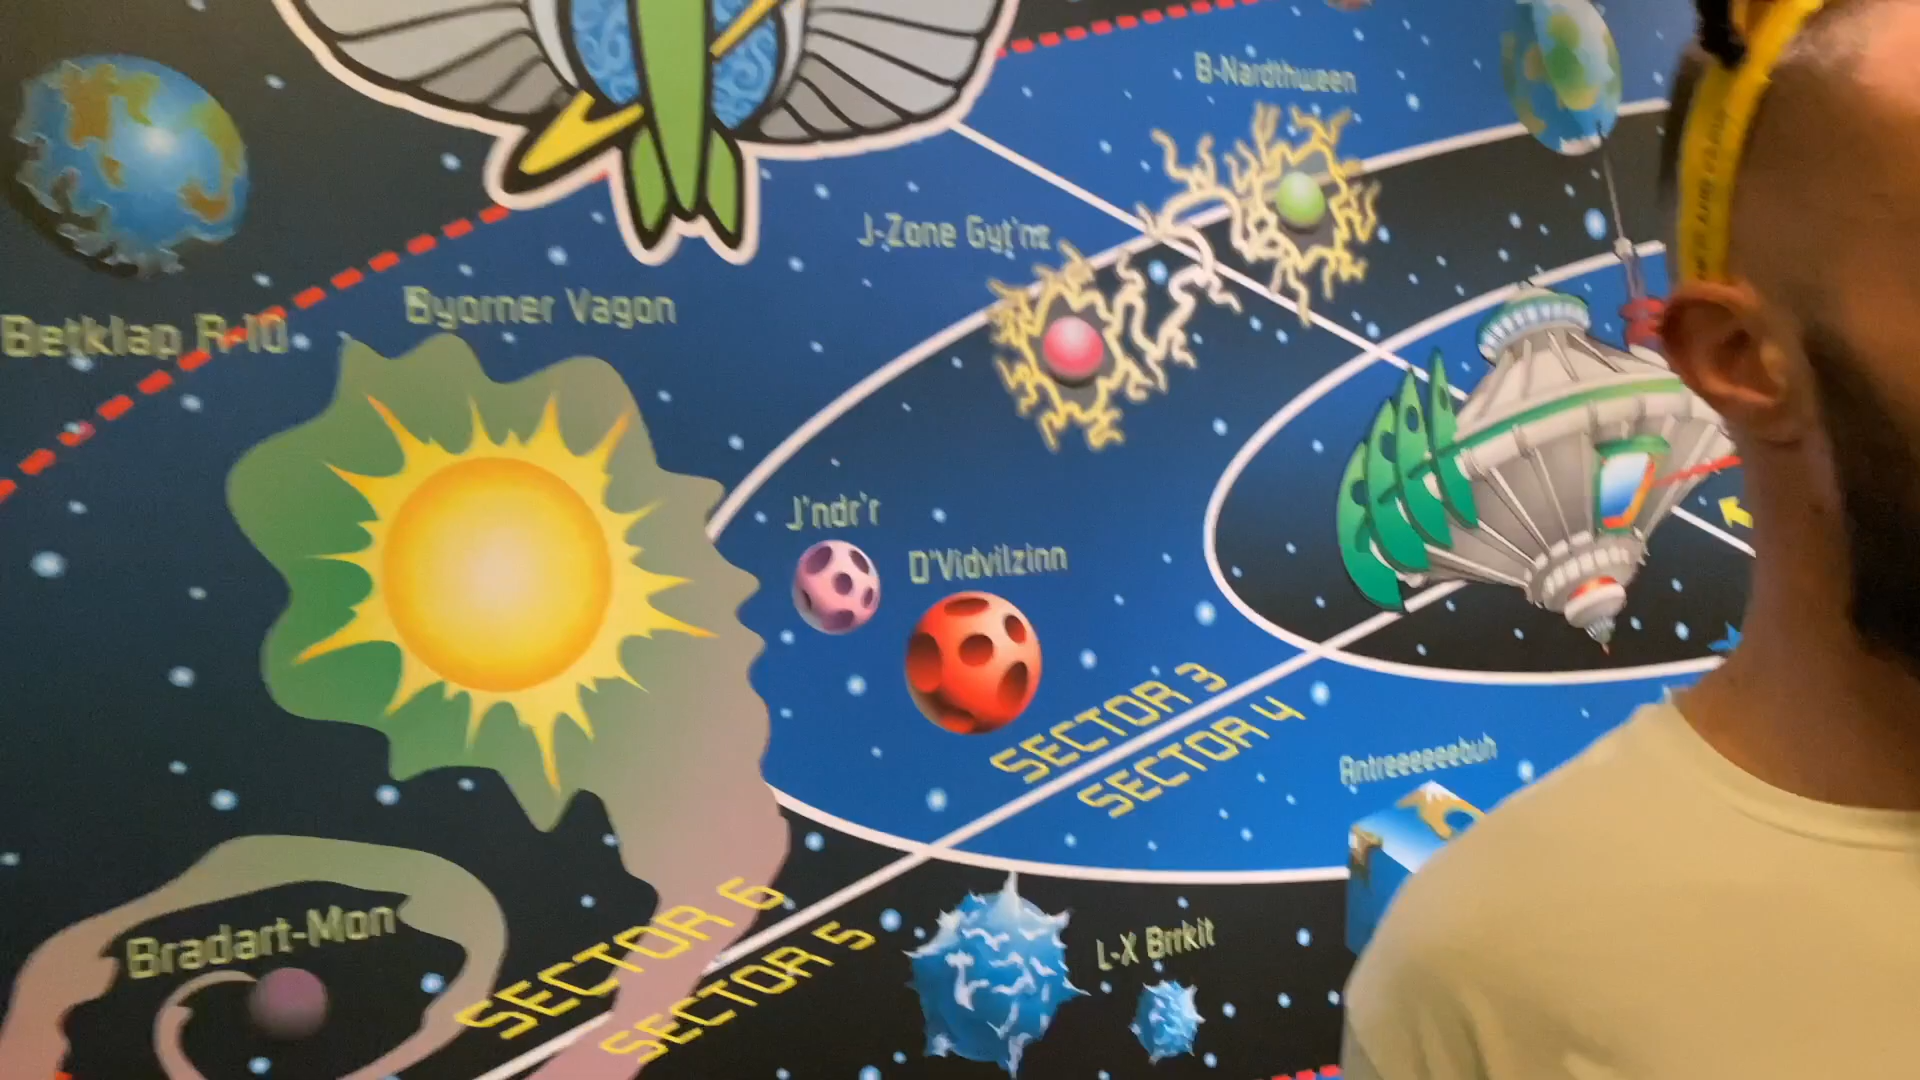 B-Nardthween
J-Zone Gyt'nz
Byorner Vagon
Betklap R-10
J'ndr'r
D'Vidvilzinn
SECTOR 3
SECTOR 4
Antreeeeeebuh
SECTOR 6
SECTOR 5
Bradart-Mon
L-X Brrkit